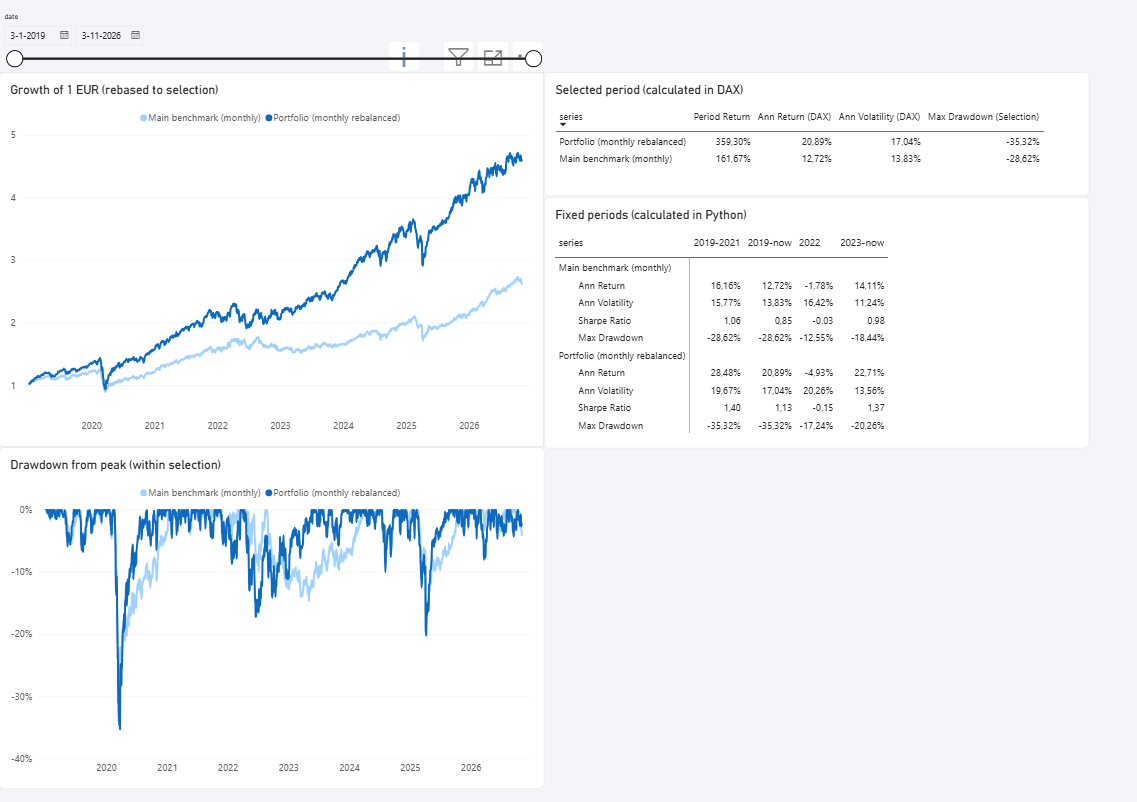 date
3-1-2019 3-11-2026
Growth of 1 EUR (rebased to selection)
Main benchmark (monthly) Portfolio (monthly rebalanced)
5
4
3
2
1
2020 2021 2022 2023 2024 2025 2026
Drawdown from peak (within selection)
Main benchmark (monthly) Portfolio (monthly rebalanced)
0%
-10%
-20%
-30%
-40%
2020 2021 2022 2023 2024 2025 2026
Selected period (calculated in DAX)
series Period Return Ann Return (DAX) Ann Volatility (DAX) Max Drawdown (Selection)
Portfolio (monthly rebalanced) 359,30% 20,89% 17,04% -35,32%
Main benchmark (monthly) 161,67% 12,72% 13,83% -28,62%
Fixed periods (calculated in Python)
series 2019-2021 2019-now 2022 2023-now
Main benchmark (monthly)
Ann Return 16,16% 12,72% -1,78% 14,11%
Ann Volatility 15,77% 13,83% 16,42% 11,24%
Sharpe Ratio 1,06 0,85 -0,03 0,98
Max Drawdown -28,62% -28,62% -12,55% -18,44%
Portfolio (monthly rebalanced)
Ann Return 28,48% 20,89% -4,93% 22,71%
Ann Volatility 19,67% 17,04% 20,26% 13,56%
Sharpe Ratio 1,40 1,13 -0,15 1,37
Max Drawdown -35,32% -35,32% -17,24% -20,26%